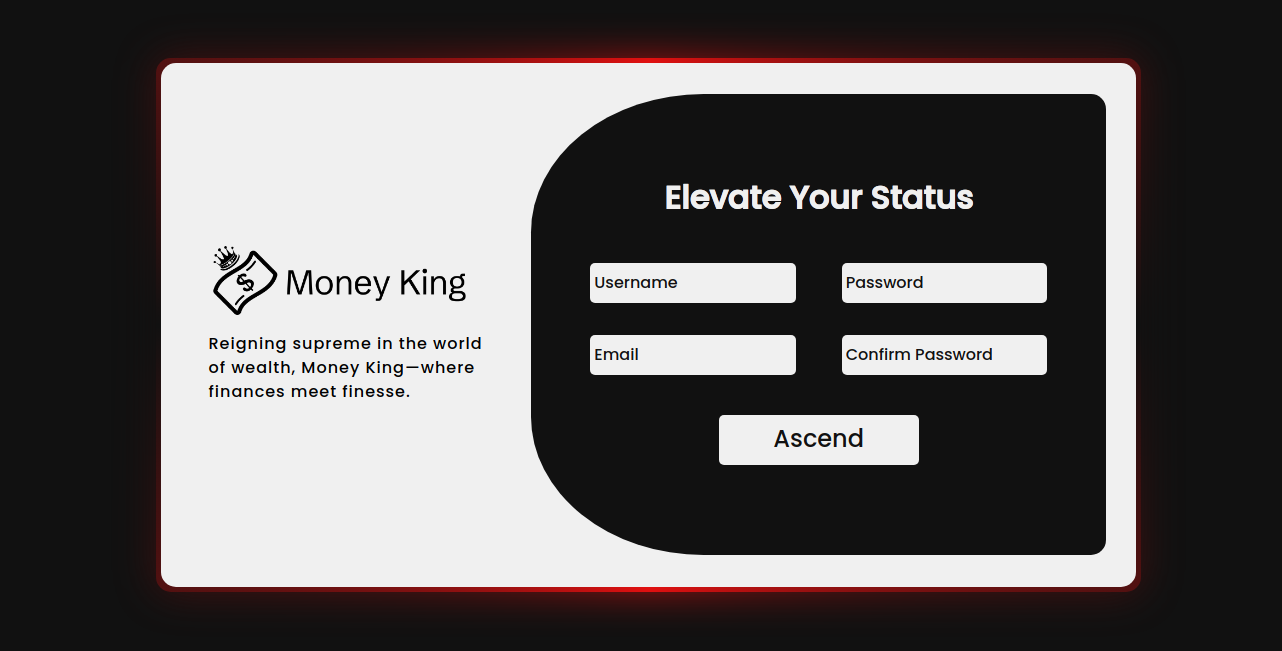 Elevate Your Status
$
Money King
Reigning supreme in the world
of wealth, Money King—where
finances meet finesse.
Username
Password
Email
Confirm Password
Ascend